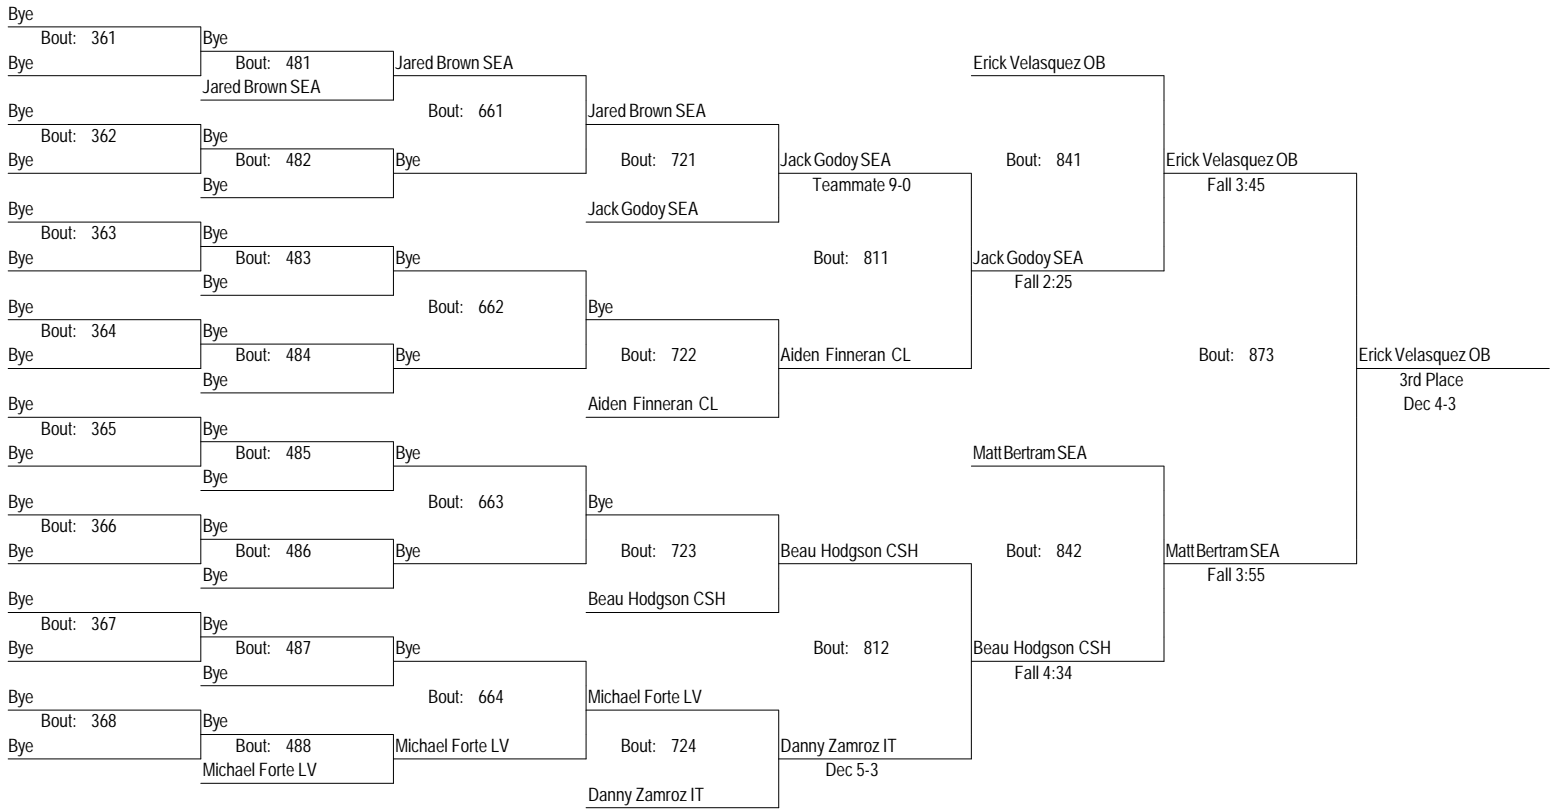 Bye
Bout: 361
Bye
Bye
Bout: 481
Jared Brown SEA
Erick Velasquez OB
Bye
Jared Brown SEA
Bye
Bout: 661
Jared Brown SEA
Bout: 362
Bye
Bye
Bout: 482
Bye
Bout: 721
Jack Godoy SEA
Bout: 841
Erick Velasquez OB
Bye
Teammate 9-0
Fall 3:45
Bye
Jack Godoy SEA
Bout: 363
Bye
Bye
Bout: 483
Bye
Bout: 811
Jack Godoy SEA
Bye
Fall 2:25
Bye
Bout: 662
Bye
Bout: 364
Bye
Bye
Bout: 484
Bye
Bout: 722
Aiden Finneran CL
Bout: 873
Erick Velasquez OB
Bye
3rd Place
Bye
Aiden Finneran CL
Dec 4-3
Bout: 365
Bye
Bye
Bout: 485
Bye
Matt Bertram SEA
Bye
Bye
Bout: 663
Bye
Bout: 366
Bye
Bye
Bout: 486
Bye
Bout: 723
Beau Hodgson CSH
Bout: 842
Matt Bertram SEA
Bye
Fall 3:55
Bye
Beau Hodgson CSH
Bout: 367
Bye
Bye
Bout: 487
Bye
Bout: 812
Beau Hodgson CSH
Bye
Fall 4:34
Bye
Bout: 664
Michael Forte LV
Bout: 368
Bye
Bye
Bout: 488
Michael Forte LV
Bout: 724
Danny Zamroz IT
Michael Forte LV
Dec 5-3
Danny Zamroz IT